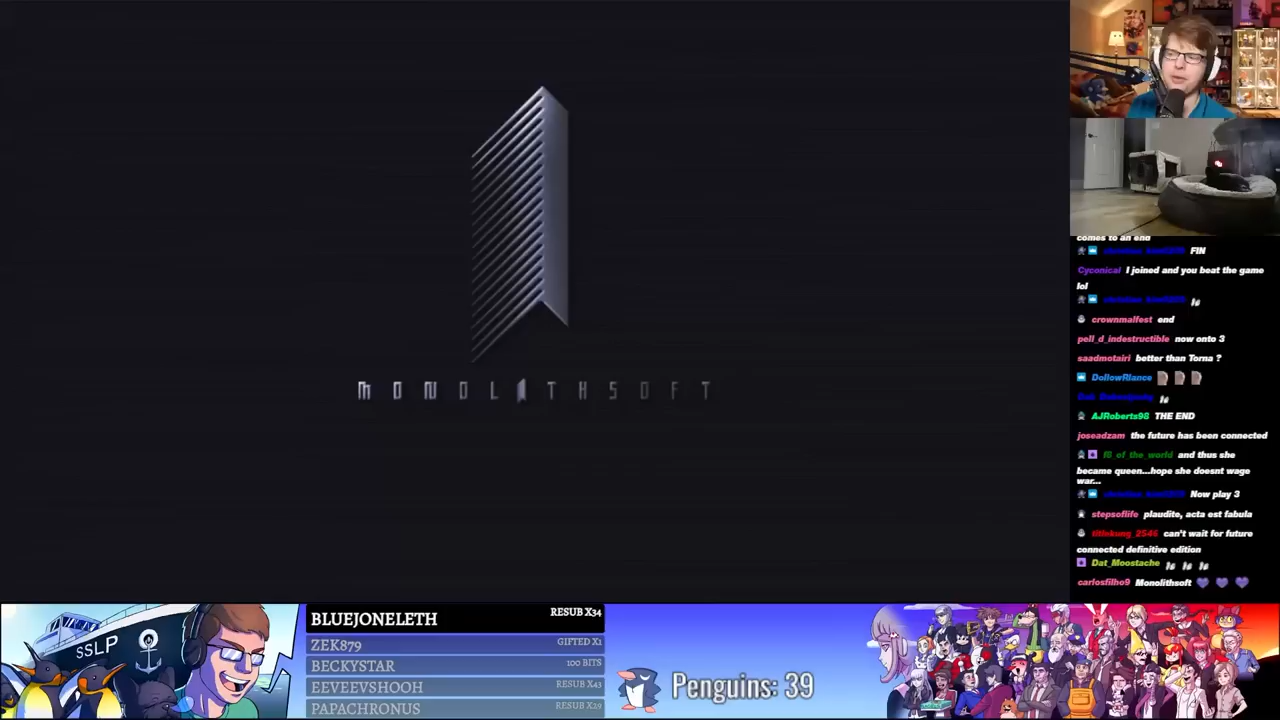 MONOLITHSOFT
comes to an end
FIN
Cyconical I joined and you beat the game
lol
crownmalfest end
pell_d_indestructible now onto 3
saadmotairi better than Torna ?
DollowRlance
AJRoberts98 THE END
joseadzam the future has been connected
f0_of_the_world and thus she
became queen...hope she doesnt wage
war...
Now play 3
stepsoflife plaudite, acta est fabula
titlekung_2546 can't wait for future
connected definitive edition
Dat_Moostache
carlosfilho9 Monolithsoft
SSLP
BLUEJONELETH RESUB X34
ZEK879 GIFTED X1
BECKYSTAR 100 BITS
EEVEEVSHOOH RESUB X43
PAPACHRONUS RESUB X29
Penguins: 39